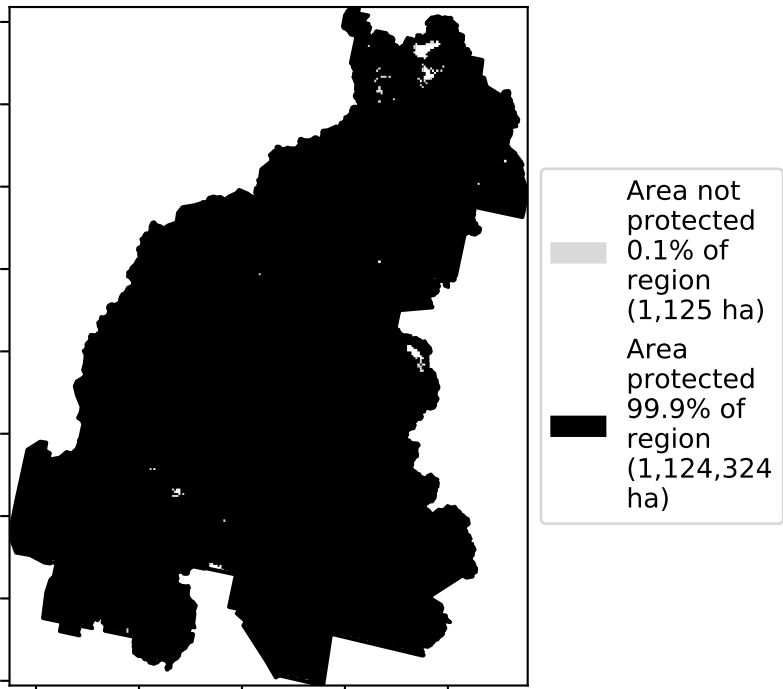 Area not
protected
0.1% of
region
(1,125 ha)
Area
protected
99.9% of
region
(1,124,324
ha)